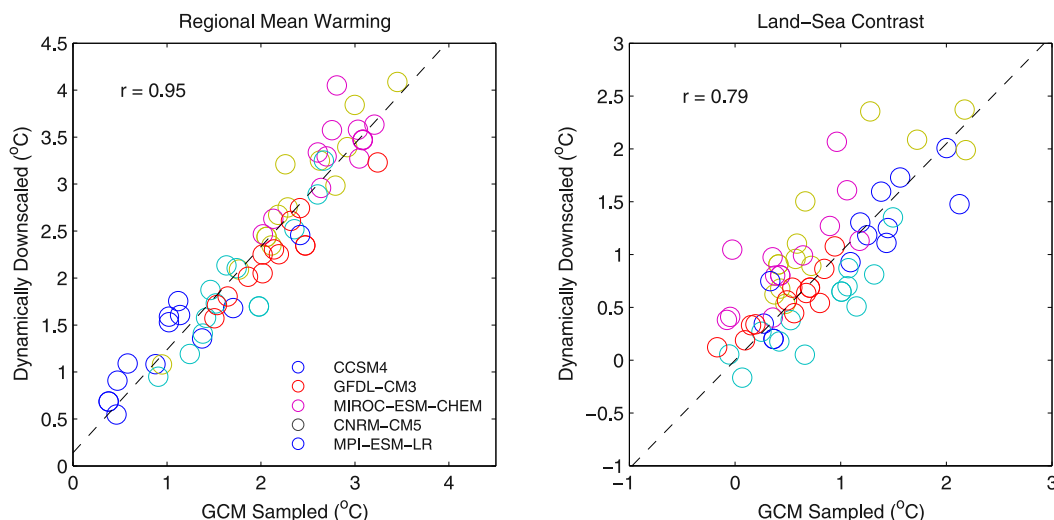 Regional Mean Warming
r = 0.95
4.5
4
3.5
3
2.5
2
1.5
1
0.5
0
Dynamically Downscaled (°C)
CCSM4
GFDL−CM3
MIROC−ESM−CHEM
CNRM−CM5
MPI−ESM−LR
0 1 2 3 4
GCM Sampled (°C)
Land−Sea Contrast
r = 0.79
3
2.5
2
1.5
1
0.5
0
−0.5
−1
Dynamically Downscaled (°C)
−1 0 1 2 3
GCM Sampled (°C)